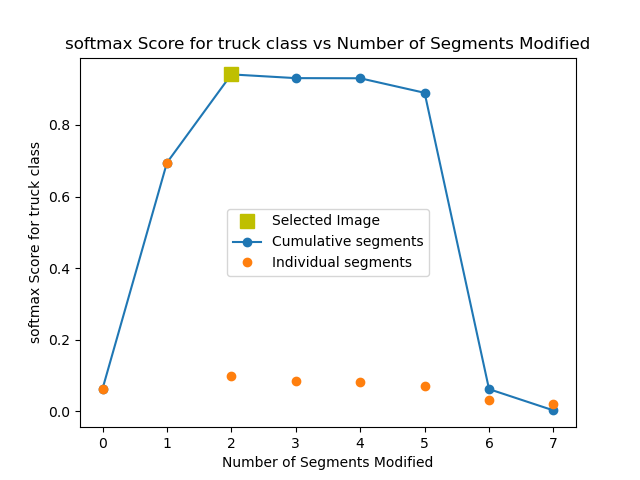 softmax Score for truck class vs Number of Segments Modified
softmax Score for truck class
0.8
0.6
0.4
0.2
0.0
Selected Image
Cumulative segments
Individual segments
0 1 2 3 4 5 6 7
Number of Segments Modified